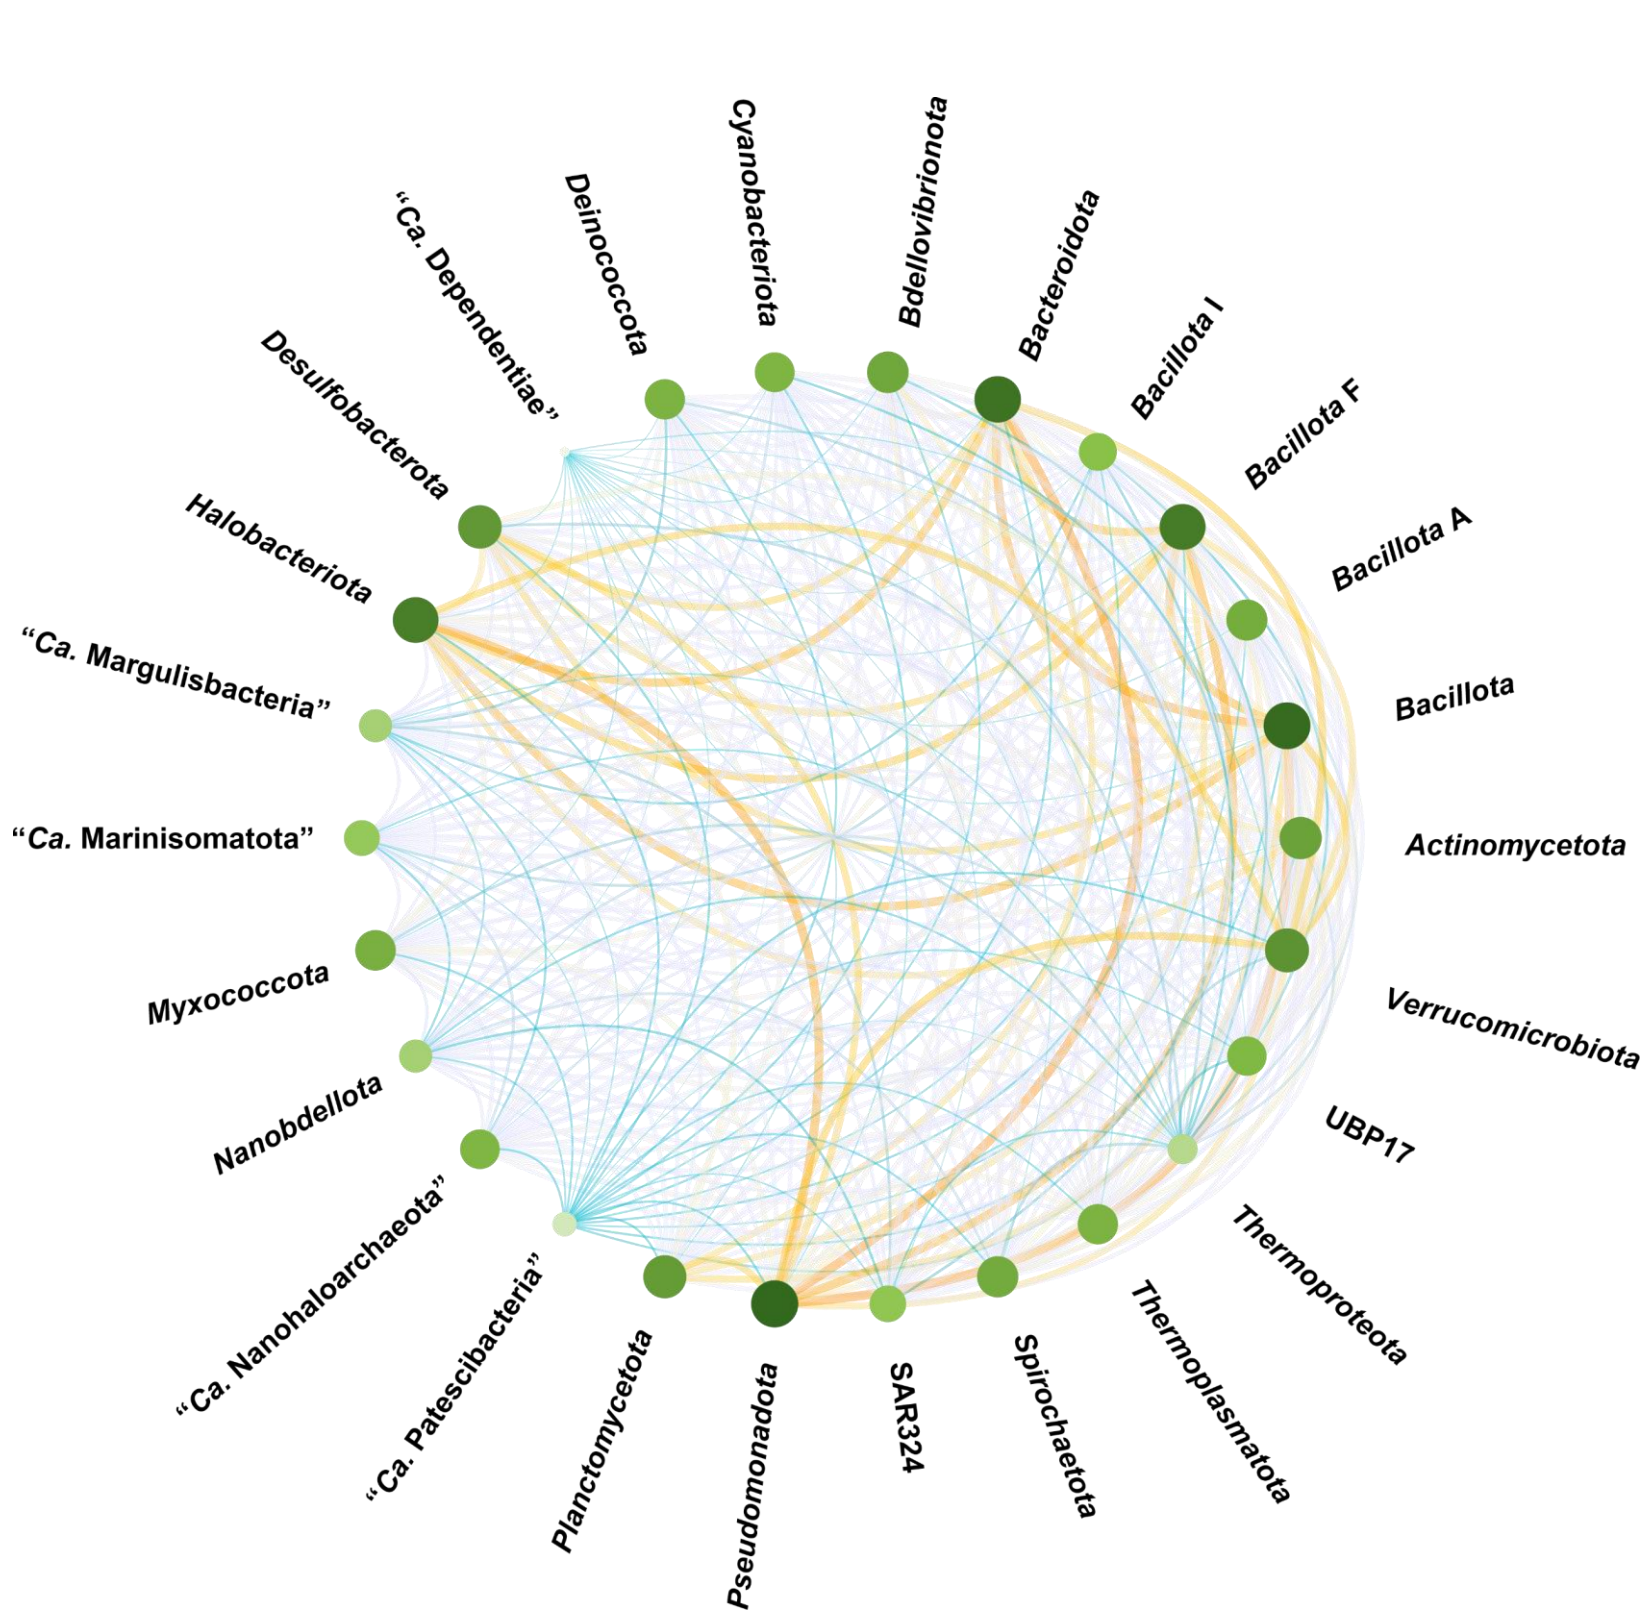 Cyanobacteriota
Bdellovibrionota
Bacteroidota
Bacillota I
Bacillota F
Bacillota A
Bacillota
Actinomycetota
Verrucomicrobiota
UBP17
Thermoproteota
Thermoplasmatota
Spirochaetota
SAR324
Pseudomonadota
Planctomycetota
“Ca. Patescibacteria”
“Ca. Nanohaloarchaeota”
Nanobdellota
Myxococcota
“Ca. Marinisomatota”
“Ca. Margulisbacteria”
Halobacteriota
Desulfobacterota
“Ca. Dependentiae”
Deinococcota